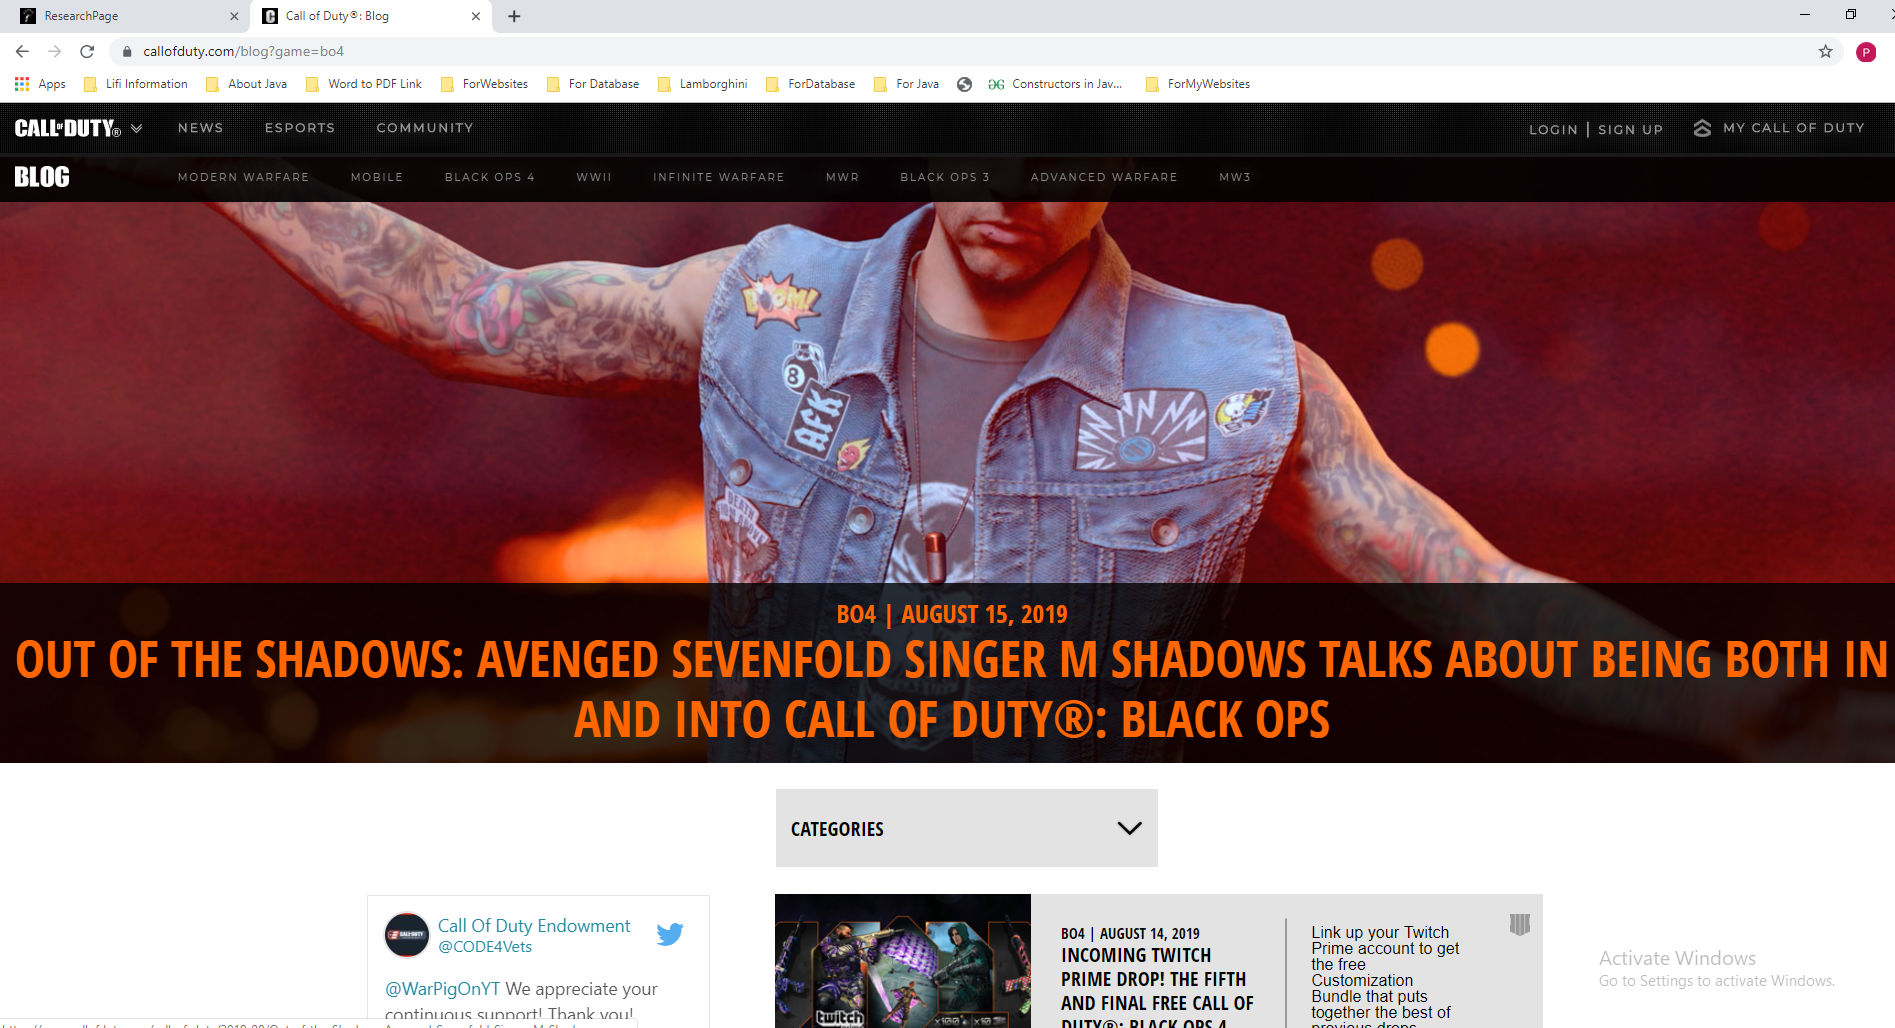 ResearchPage
Call of Duty®: Blog
callofduty.com/blog?game=bo4
P
Apps
Lifi Information
About Java
Word to PDF Link
ForWebsites
For Database
Lamborghini
ForDatabase
For Java
Constructors in Jav...
ForMyWebsites
CALL OF DUTY®
NEWS
ESPORTS
COMMUNITY
LOGIN | SIGN UP
MY CALL OF DUTY
BLOG
MODERN WARFARE
MOBILE
BLACK OPS 4
WWII
INFINITE WARFARE
MWR
BLACK OPS 3
ADVANCED WARFARE
MW3
BOOM!
8
AFK
BO4 | AUGUST 15, 2019
OUT OF THE SHADOWS: AVENGED SEVENFOLD SINGER M SHADOWS TALKS ABOUT BEING BOTH IN
AND INTO CALL OF DUTY®: BLACK OPS
CATEGORIES
Call Of Duty Endowment
@CODE4Vets
@WarPigOnYT We appreciate your
continuous support! Thank you!
twitch
x100
x10
BO4 | AUGUST 14, 2019
INCOMING TWITCH
PRIME DROP! THE FIFTH
AND FINAL FREE CALL OF
DUTY®: BLACK OPS 4
Link up your Twitch
Prime account to get
the free
Customization
Bundle that puts
together the best of
previous drops
Activate Windows
Go to Settings to activate Windows.